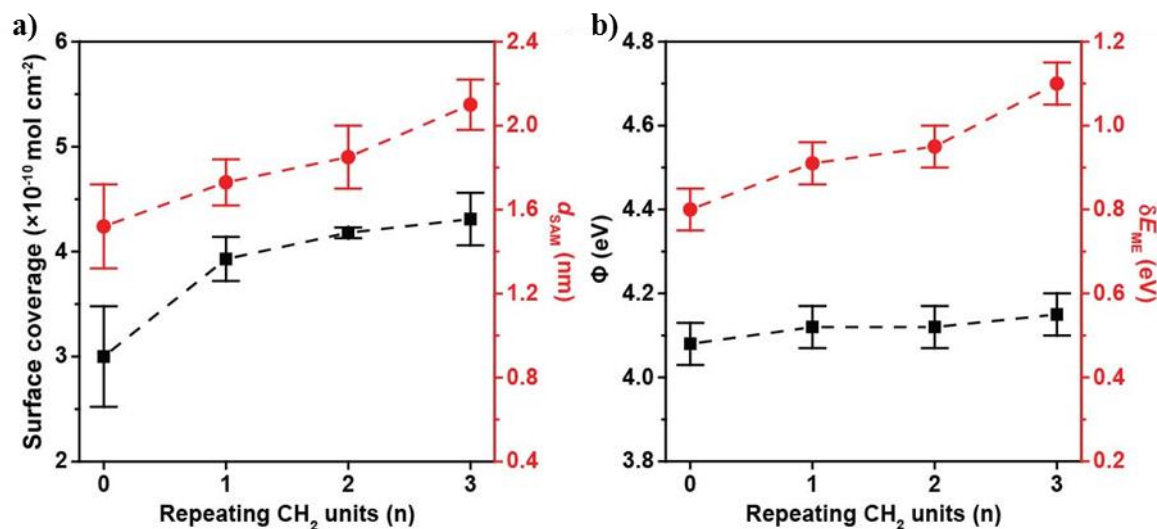 a)
Surface coverage (×10⁻¹⁰ mol cm⁻²)
6
5
4
3
2
2.4
2.0
1.6
1.2
0.8
0.4
d_SAM (nm)
0 1 2 3
Repeating CH₂ units (n)
b)
Φ (eV)
4.8
4.6
4.4
4.2
4.0
3.8
1.2
1.0
0.8
0.6
0.4
0.2
δE_ME (eV)
0 1 2 3
Repeating CH₂ units (n)